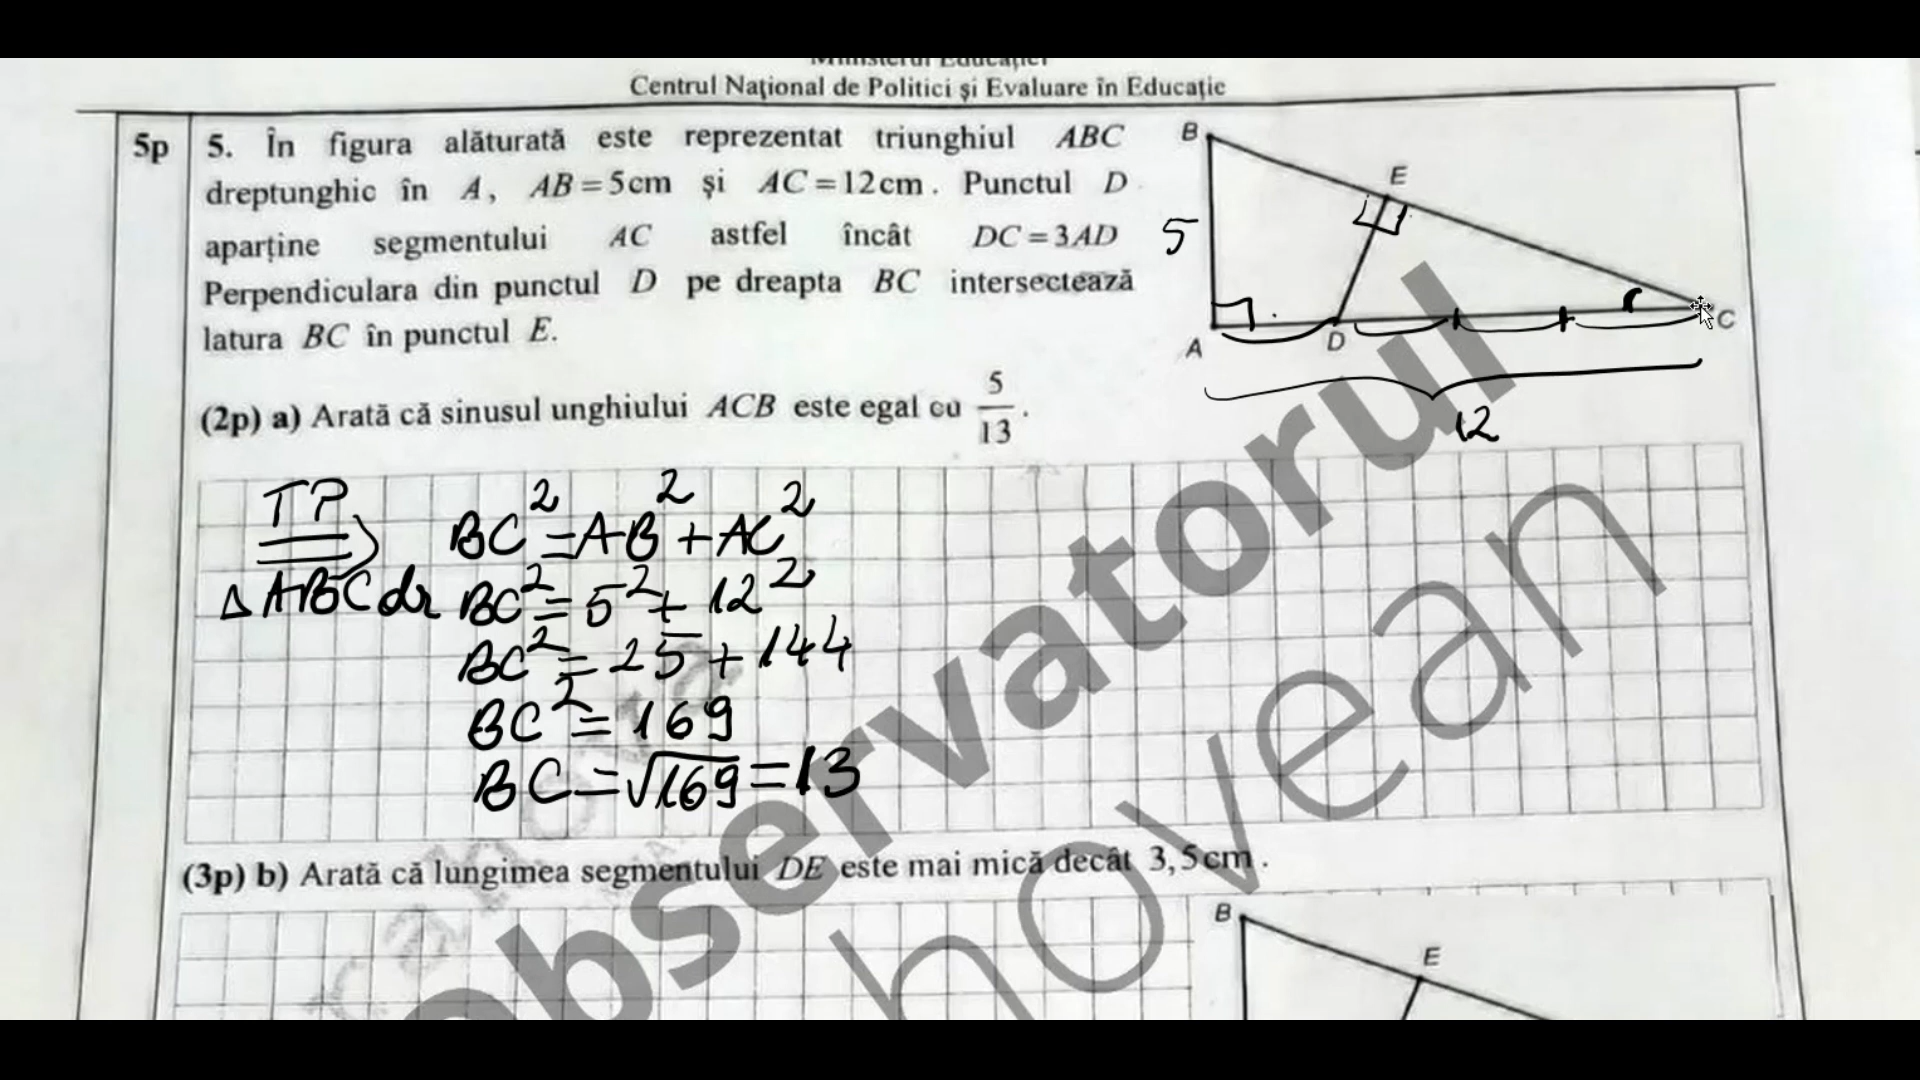 Ministerul Educației
Centrul Național de Politici și Evaluare în Educație
5p
5. În figura alăturată este reprezentat triunghiul ABC
dreptunghic în A, AB = 5cm și AC = 12cm. Punctul D
aparține segmentului AC astfel încât DC = 3AD
Perpendiculara din punctul D pe dreapta BC intersectează
latura BC în punctul E.
B
E
5
A
D
C
12
(2p) a) Arată că sinusul unghiului ACB este egal cu 5/13.
TP
ΔABC dr
BC² = AB² + AC²
BC² = 5² + 12²
BC² = 25 + 144
BC² = 169
BC = √169 = 13
(3p) b) Arată că lungimea segmentului DE este mai mică decât 3,5cm.
B
E
observatorul
hovean